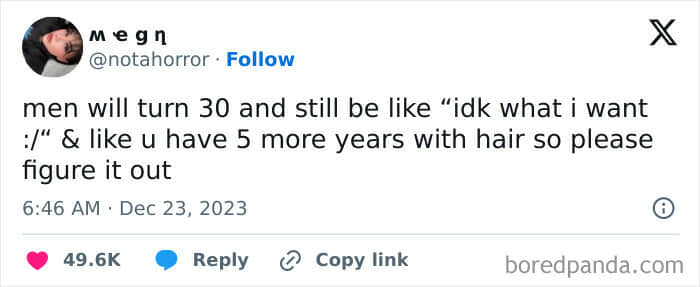 ʍ ҽ g ɳ
@notahorror · Follow
men will turn 30 and still be like “idk what i want
:/“ & like u have 5 more years with hair so please
figure it out
6:46 AM · Dec 23, 2023
49.6K Reply Copy link
boredpanda.com